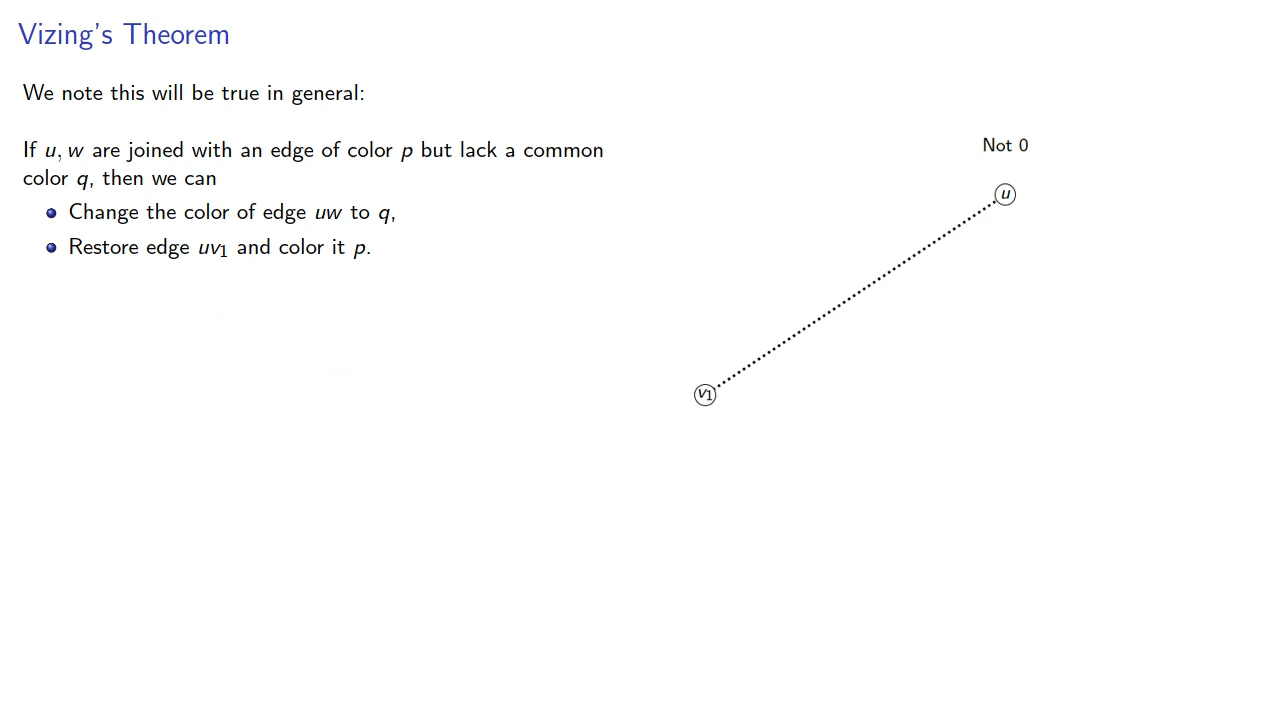 Vizing's Theorem
We note this will be true in general:
If u, w are joined with an edge of color p but lack a common
color q, then we can
Change the color of edge uw to q,
Restore edge uv₁ and color it p.
Not 0
u
v₁